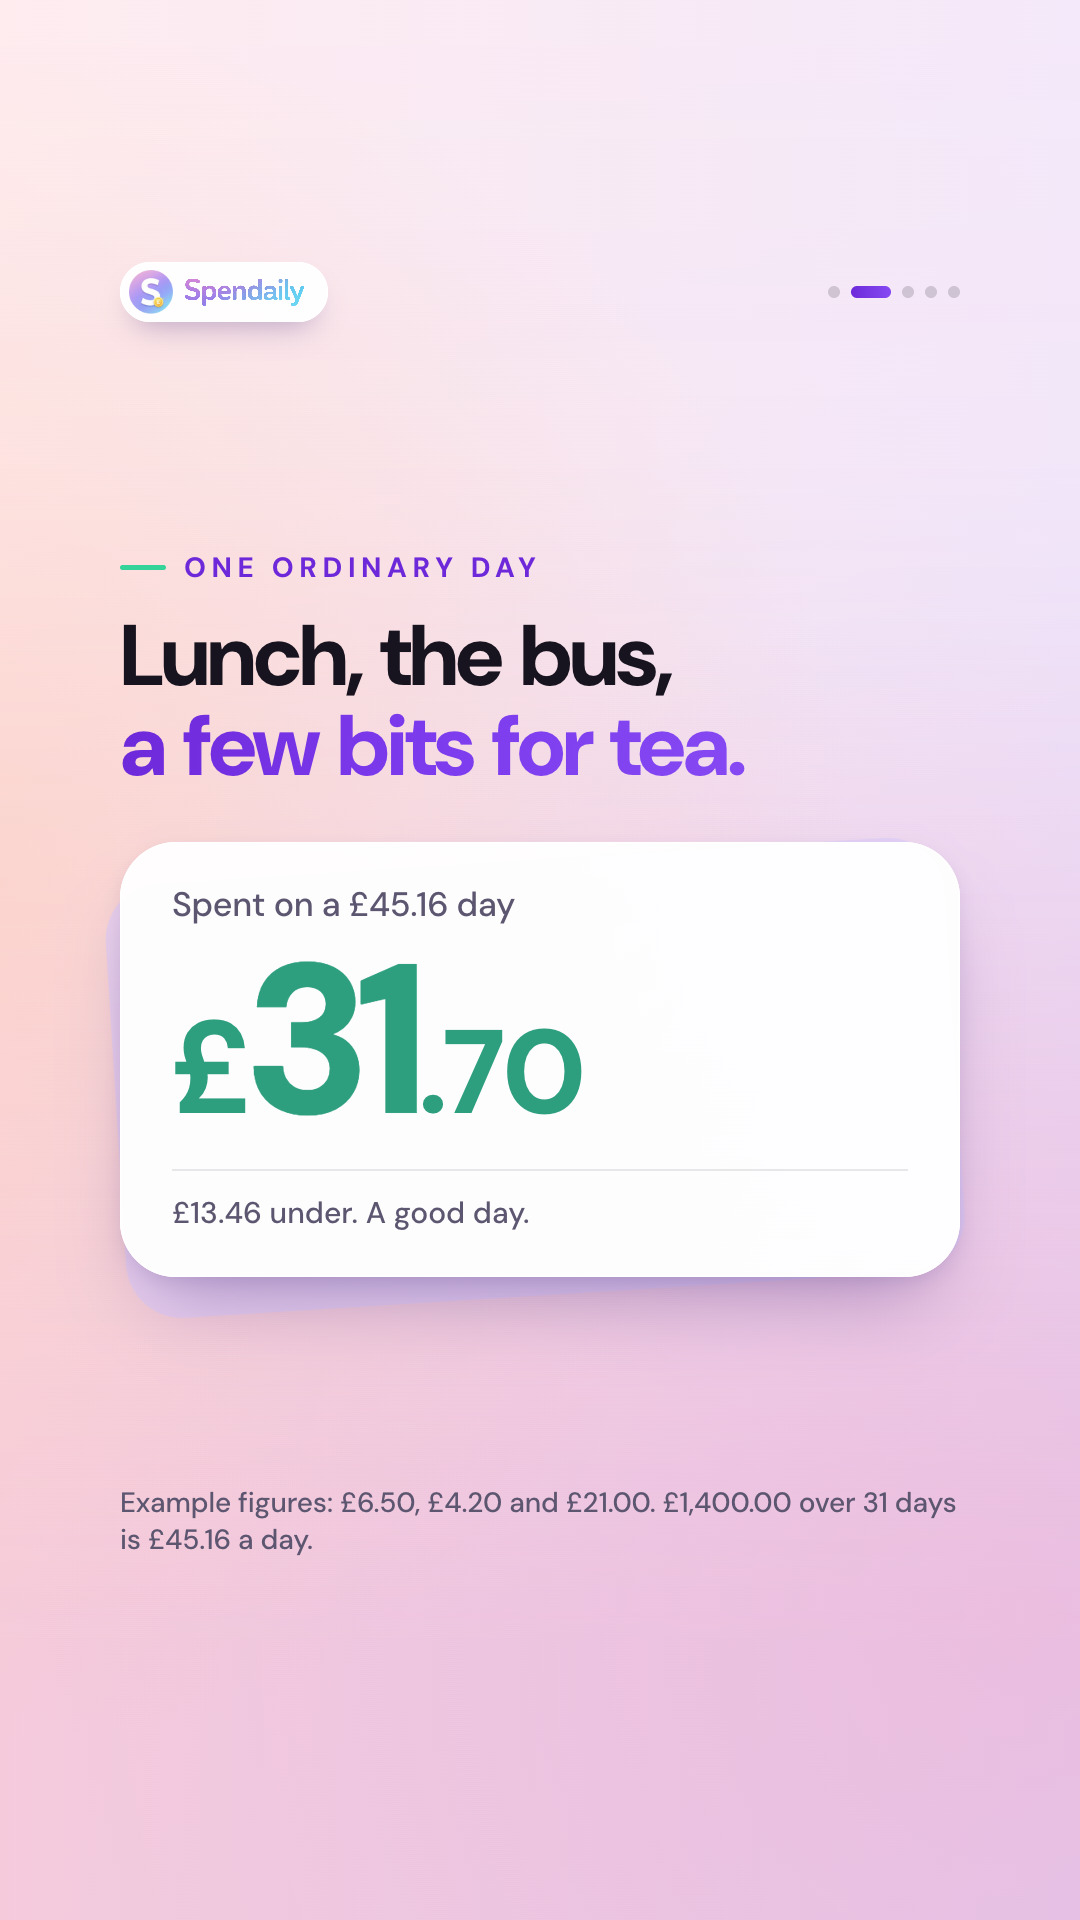 Spendaily
ONE ORDINARY DAY
Lunch, the bus,
a few bits for tea.
Spent on a £45.16 day
£31.70
£13.46 under. A good day.
Example figures: £6.50, £4.20 and £21.00. £1,400.00 over 31 days
is £45.16 a day.